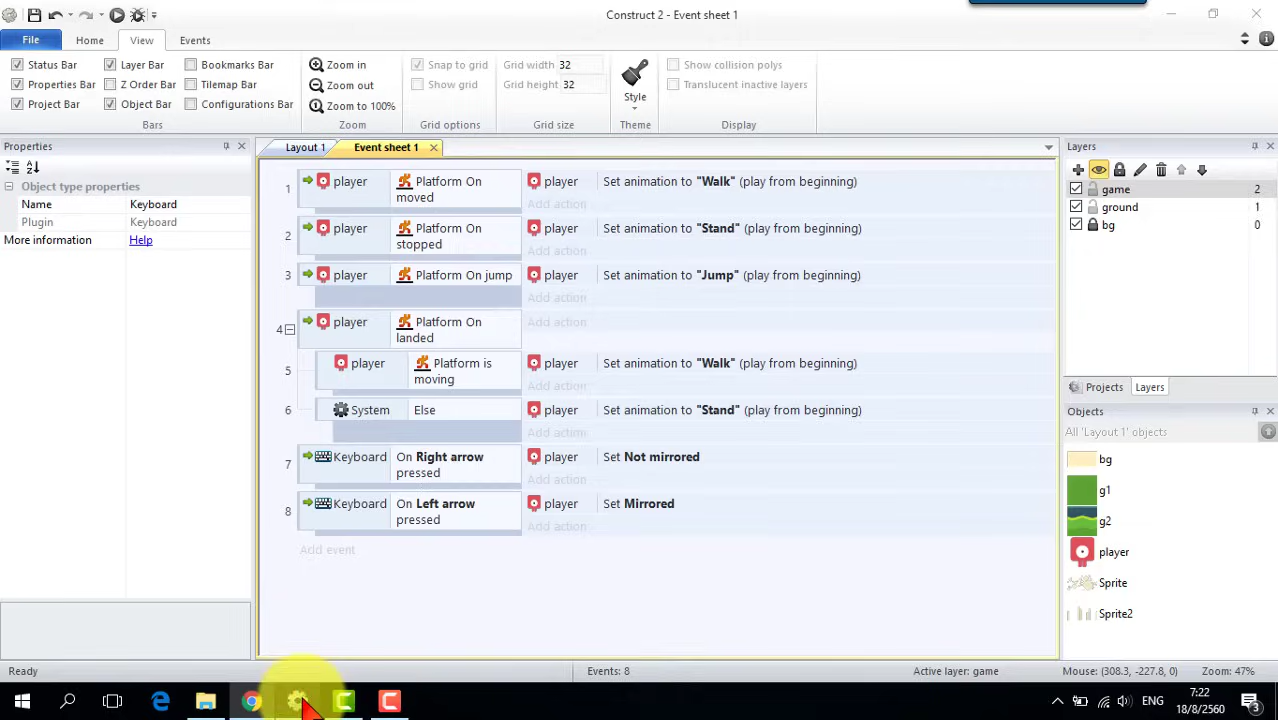 Construct 2 - Event sheet 1
File Home View Events
Status Bar Layer Bar Bookmarks Bar Zoom in Snap to grid Grid width 32 Show collision polys
Properties Bar Z Order Bar Tilemap Bar Zoom out Show grid Grid height 32 Style Translucent inactive layers
Project Bar Object Bar Configurations Bar Zoom to 100%
Bars Zoom Grid options Grid size Theme Display
Properties
Object type properties
Name Keyboard
Plugin Keyboard
More information Help
Layout 1 Event sheet 1
1 player Platform On moved player Set animation to "Walk" (play from beginning)
Add action
2 player Platform On stopped player Set animation to "Stand" (play from beginning)
Add action
3 player Platform On jump player Set animation to "Jump" (play from beginning)
Add action
4 player Platform On landed Add action
5 player Platform is moving player Set animation to "Walk" (play from beginning)
Add action
6 System Else player Set animation to "Stand" (play from beginning)
Add action
7 Keyboard On Right arrow pressed player Set Not mirrored
Add action
8 Keyboard On Left arrow pressed player Set Mirrored
Add action
Add event
Layers
game 2
ground 1
bg 0
Projects Layers
Objects
All 'Layout 1' objects
bg
g1
g2
player
Sprite
Sprite2
Ready Events: 8 Active layer: game Mouse: (308.3, -227.8, 0) Zoom: 47%
ENG 7:22
18/8/2560
3